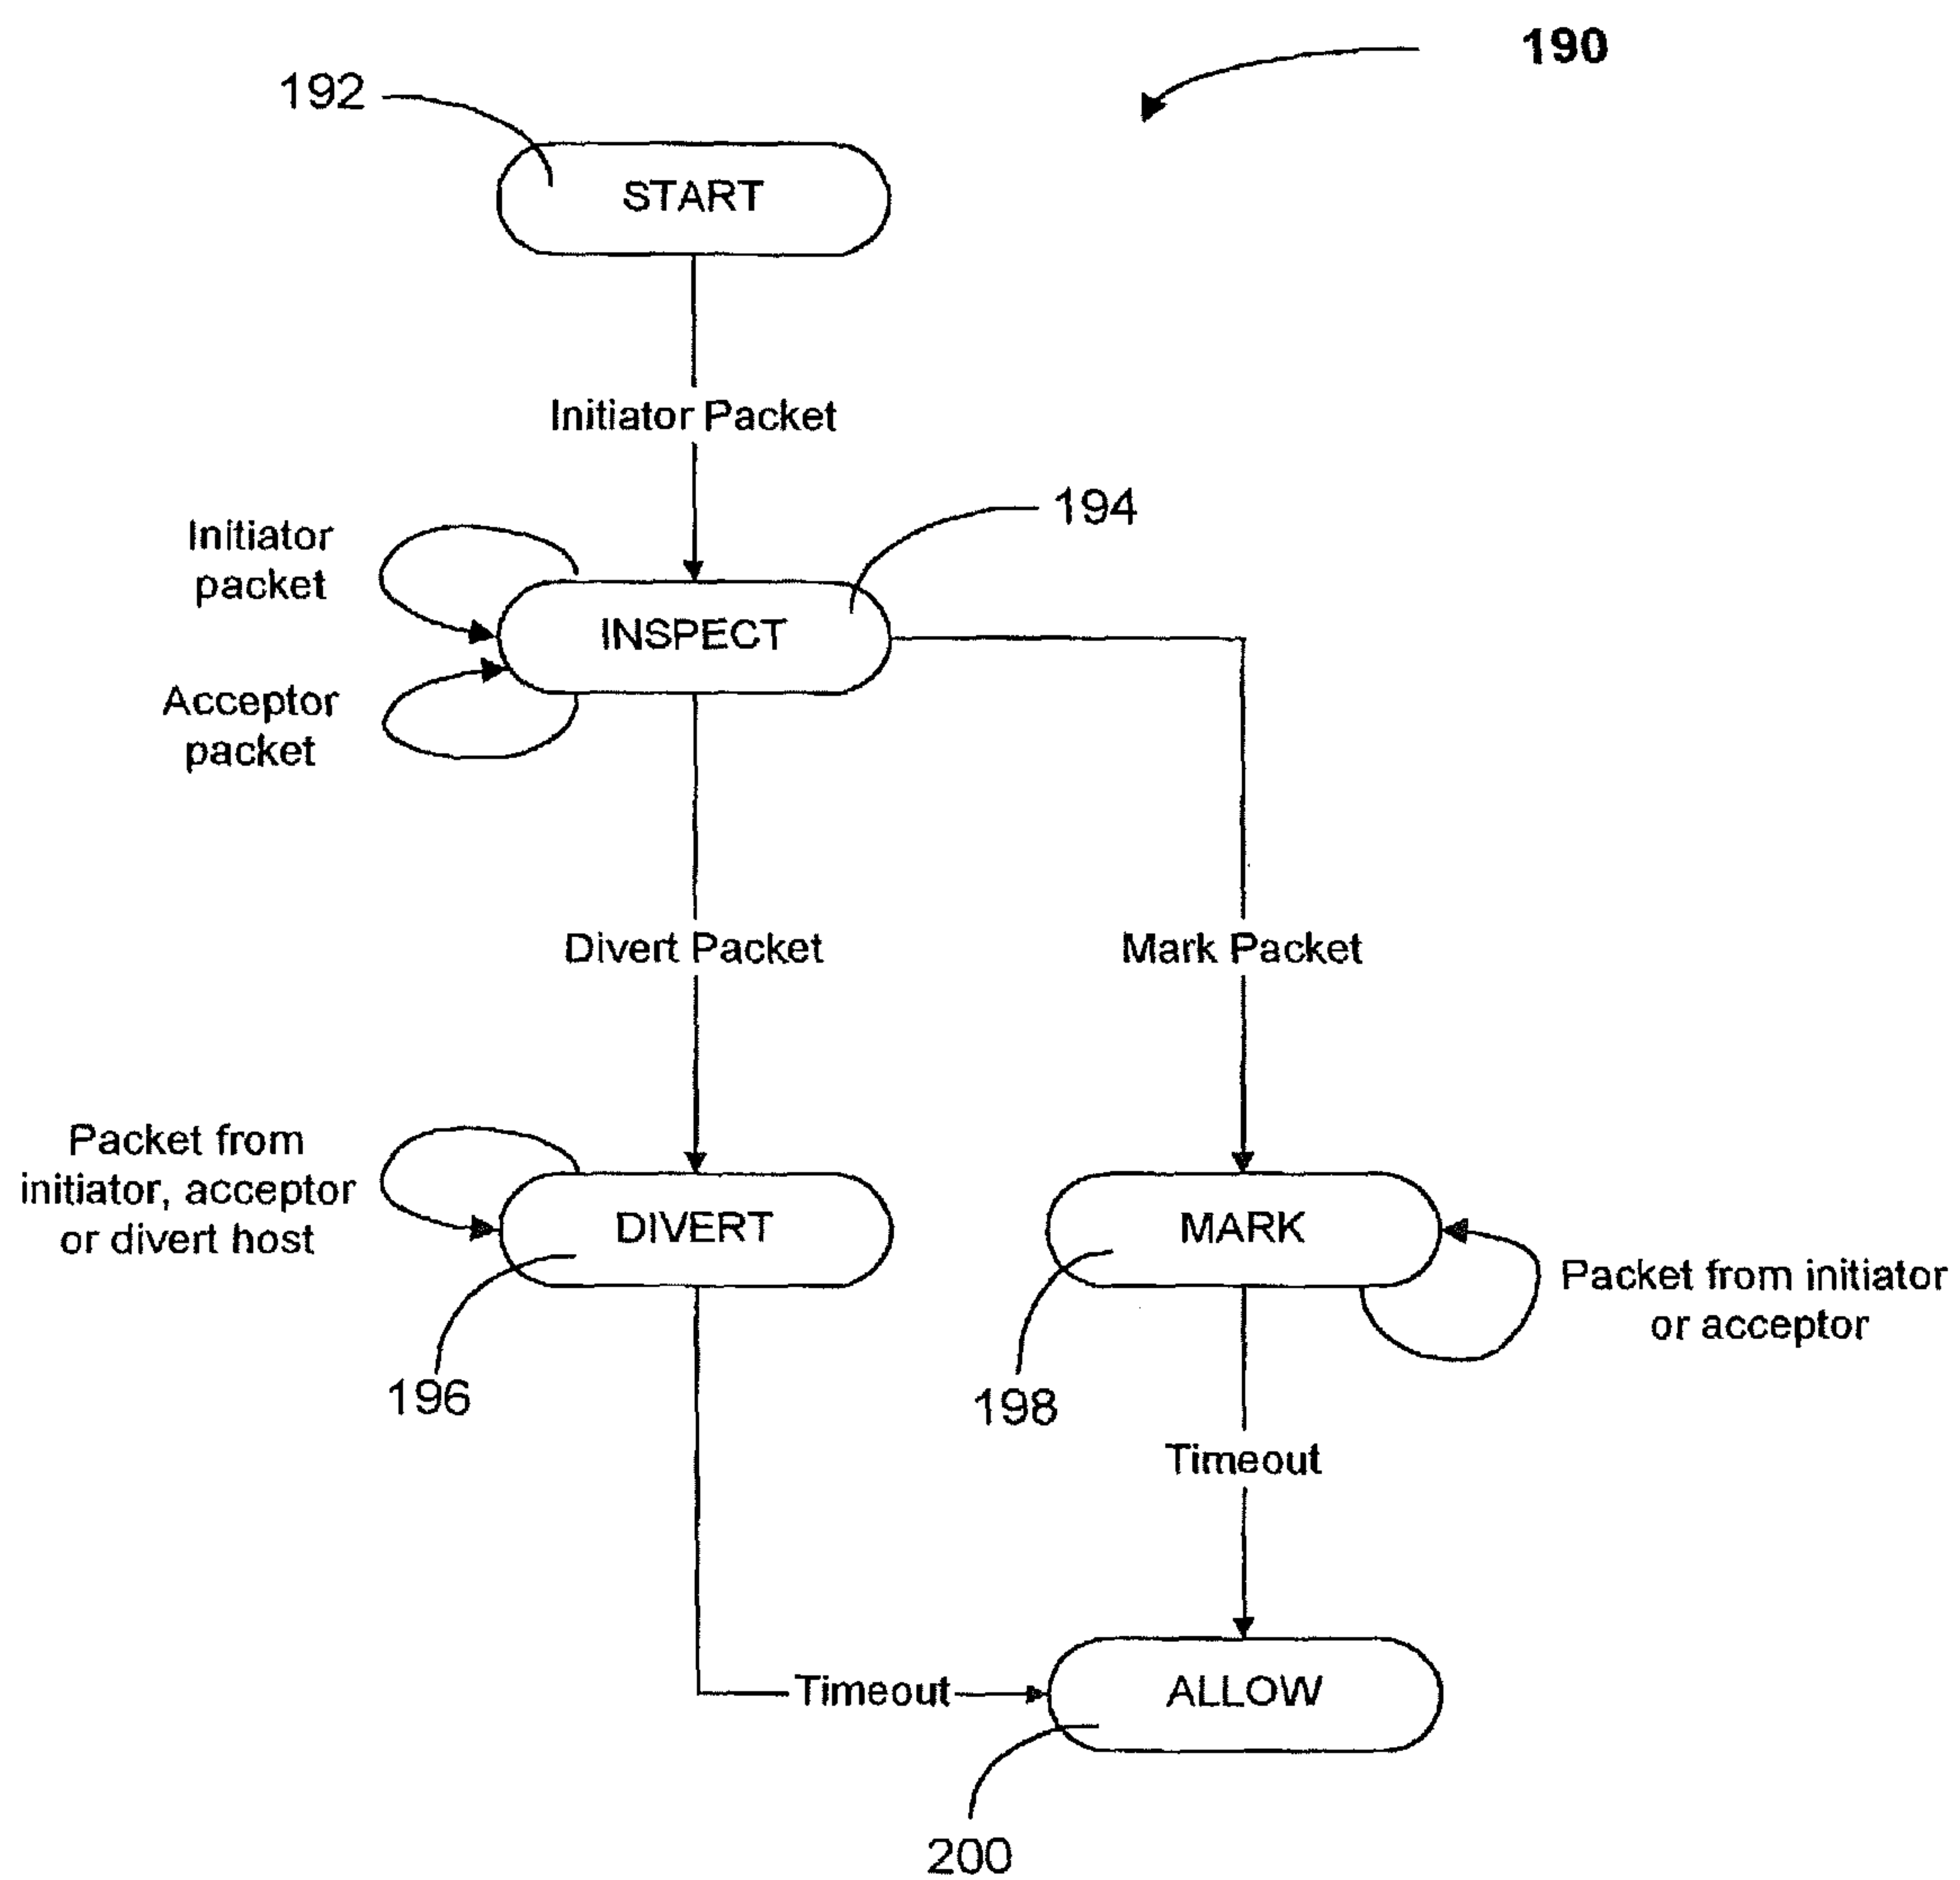 190
192
START
Initiator Packet
194
Initiator
packet
INSPECT
Acceptor
packet
Divert Packet
Mark Packet
Packet from
initiator, acceptor
or divert host
DIVERT
MARK
Packet from initiator
or acceptor
196
198
Timeout
Timeout
ALLOW
200